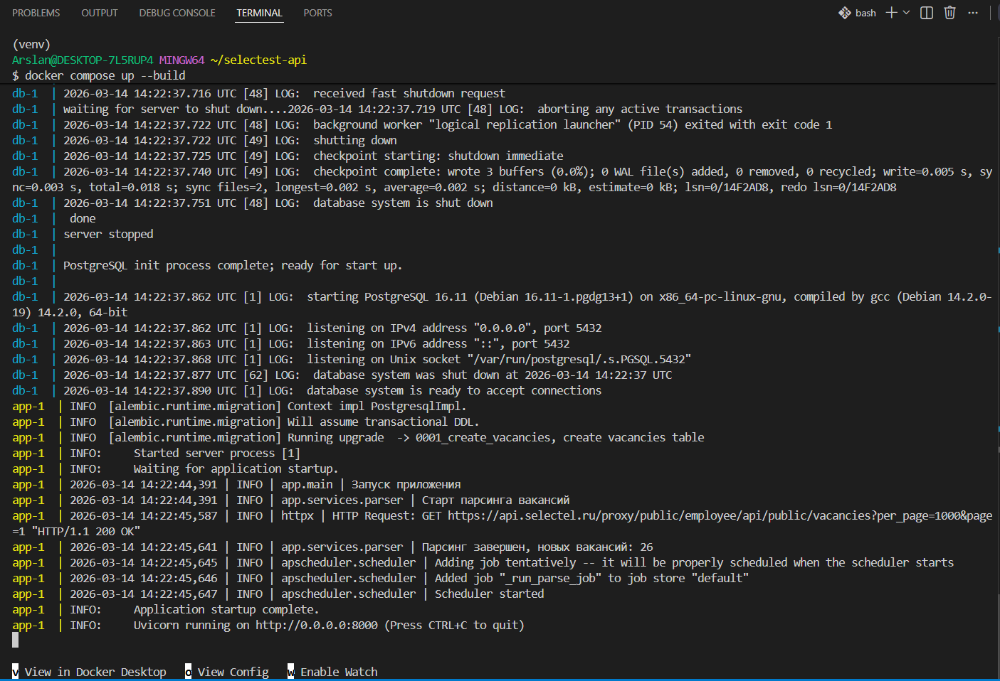 PROBLEMS OUTPUT DEBUG CONSOLE TERMINAL PORTS bash
(venv)
Arslan@DESKTOP-7L5RUP4 MINGW64 ~/selectest-api
$ docker compose up --build
db-1 | 2026-03-14 14:22:37.716 UTC [48] LOG: received fast shutdown request
db-1 | waiting for server to shut down....2026-03-14 14:22:37.719 UTC [48] LOG: aborting any active transactions
db-1 | 2026-03-14 14:22:37.722 UTC [48] LOG: background worker "logical replication launcher" (PID 54) exited with exit code 1
db-1 | 2026-03-14 14:22:37.722 UTC [49] LOG: shutting down
db-1 | 2026-03-14 14:22:37.725 UTC [49] LOG: checkpoint starting: shutdown immediate
db-1 | 2026-03-14 14:22:37.740 UTC [49] LOG: checkpoint complete: wrote 3 buffers (0.0%); 0 WAL file(s) added, 0 removed, 0 recycled; write=0.005 s, sy
nc=0.003 s, total=0.018 s; sync files=2, longest=0.002 s, average=0.002 s; distance=0 kB, estimate=0 kB; lsn=0/14F2AD8, redo lsn=0/14F2AD8
db-1 | 2026-03-14 14:22:37.751 UTC [48] LOG: database system is shut down
db-1 | done
db-1 | server stopped
db-1 |
db-1 | PostgreSQL init process complete; ready for start up.
db-1 |
db-1 | 2026-03-14 14:22:37.862 UTC [1] LOG: starting PostgreSQL 16.11 (Debian 16.11-1.pgdg13+1) on x86_64-pc-linux-gnu, compiled by gcc (Debian 14.2.0-
19) 14.2.0, 64-bit
db-1 | 2026-03-14 14:22:37.862 UTC [1] LOG: listening on IPv4 address "0.0.0.0", port 5432
db-1 | 2026-03-14 14:22:37.863 UTC [1] LOG: listening on IPv6 address "::", port 5432
db-1 | 2026-03-14 14:22:37.868 UTC [1] LOG: listening on Unix socket "/var/run/postgresql/.s.PGSQL.5432"
db-1 | 2026-03-14 14:22:37.877 UTC [62] LOG: database system was shut down at 2026-03-14 14:22:37 UTC
db-1 | 2026-03-14 14:22:37.890 UTC [1] LOG: database system is ready to accept connections
app-1 | INFO [alembic.runtime.migration] Context impl PostgresqlImpl.
app-1 | INFO [alembic.runtime.migration] Will assume transactional DDL.
app-1 | INFO [alembic.runtime.migration] Running upgrade -> 0001_create_vacancies, create vacancies table
app-1 | INFO: Started server process [1]
app-1 | INFO: Waiting for application startup.
app-1 | 2026-03-14 14:22:44,391 | INFO | app.main | Запуск приложения
app-1 | 2026-03-14 14:22:44,391 | INFO | app.services.parser | Старт парсинга вакансий
app-1 | 2026-03-14 14:22:45,587 | INFO | httpx | HTTP Request: GET https://api.selectel.ru/proxy/public/employee/api/public/vacancies?per_page=1000&page
=1 "HTTP/1.1 200 OK"
app-1 | 2026-03-14 14:22:45,641 | INFO | app.services.parser | Парсинг завершен, новых вакансий: 26
app-1 | 2026-03-14 14:22:45,645 | INFO | apscheduler.scheduler | Adding job tentatively -- it will be properly scheduled when the scheduler starts
app-1 | 2026-03-14 14:22:45,646 | INFO | apscheduler.scheduler | Added job "_run_parse_job" to job store "default"
app-1 | 2026-03-14 14:22:45,647 | INFO | apscheduler.scheduler | Scheduler started
app-1 | INFO: Application startup complete.
app-1 | INFO: Uvicorn running on http://0.0.0.0:8000 (Press CTRL+C to quit)
v View in Docker Desktop o View Config w Enable Watch